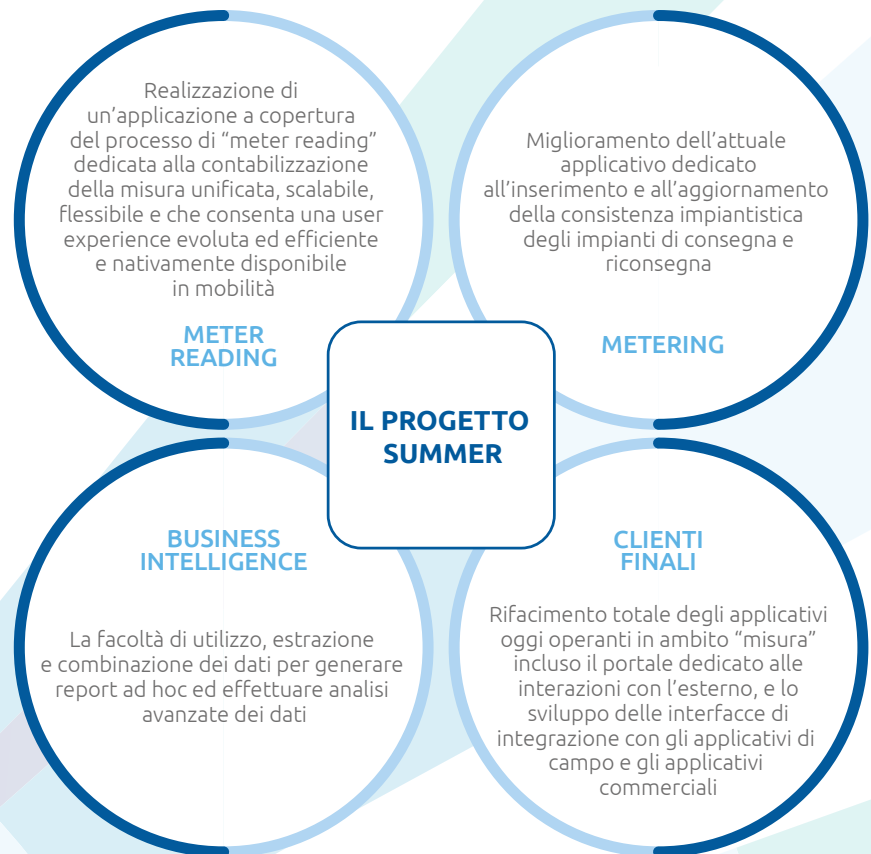 Realizzazione di
un’applicazione a copertura
del processo di “meter reading”
dedicata alla contabilizzazione
della misura unificata, scalabile,
flessibile e che consenta una user
experience evoluta ed efficiente
e nativamente disponibile
in mobilità
METER
READING
Miglioramento dell’attuale
applicativo dedicato
all’inserimento e all’aggiornamento
della consistenza impiantistica
degli impianti di consegna e
riconsegna
METERING
IL PROGETTO
SUMMER
BUSINESS
INTELLIGENCE
La facoltà di utilizzo, estrazione
e combinazione dei dati per generare
report ad hoc ed effettuare analisi
avanzate dei dati
CLIENTI
FINALI
Rifacimento totale degli applicativi
oggi operanti in ambito “misura”
incluso il portale dedicato alle
interazioni con l’esterno, e lo
sviluppo delle interfacce di
integrazione con gli applicativi di
campo e gli applicativi
commerciali